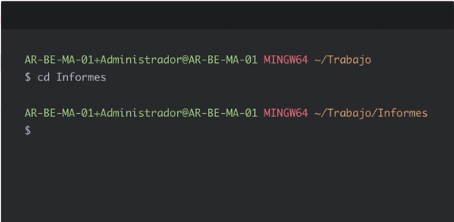 AR-BE-MA-01+Administrador@AR-BE-MA-01 MINGW64 ~/Trabajo
$ cd Informes
AR-BE-MA-01+Administrador@AR-BE-MA-01 MINGW64 ~/Trabajo/Informes
$